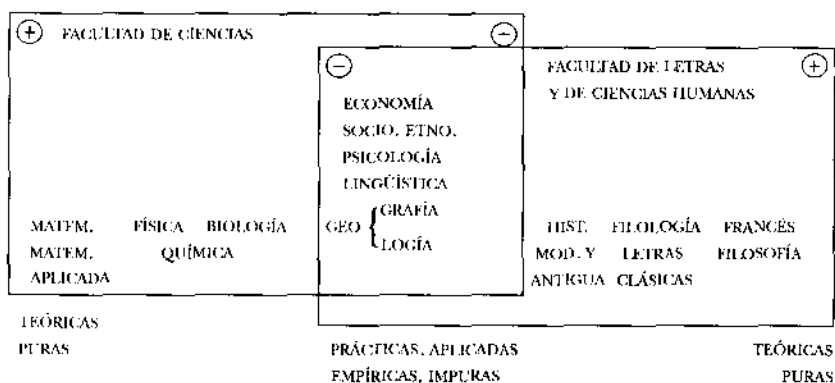 + FACULTAD DE CIENCIAS −
− FACULTAD DE LETRAS +
Y DE CIENCIAS HUMANAS
ECONOMÍA
SOCIO. ETNO.
PSICOLOGÍA
LINGÜÍSTICA
MATEM. FÍSICA BIOLOGÍA
MATEM. QUÍMICA
APLICADA
GEO { GRAFÍA
LOGÍA
HIST. FILOLOGÍA FRANCÉS
MOD. Y LETRAS FILOSOFÍA
ANTIGUA CLÁSICAS
TEÓRICAS
PURAS
PRÁCTICAS, APLICADAS
EMPÍRICAS, IMPURAS
TEÓRICAS
PURAS